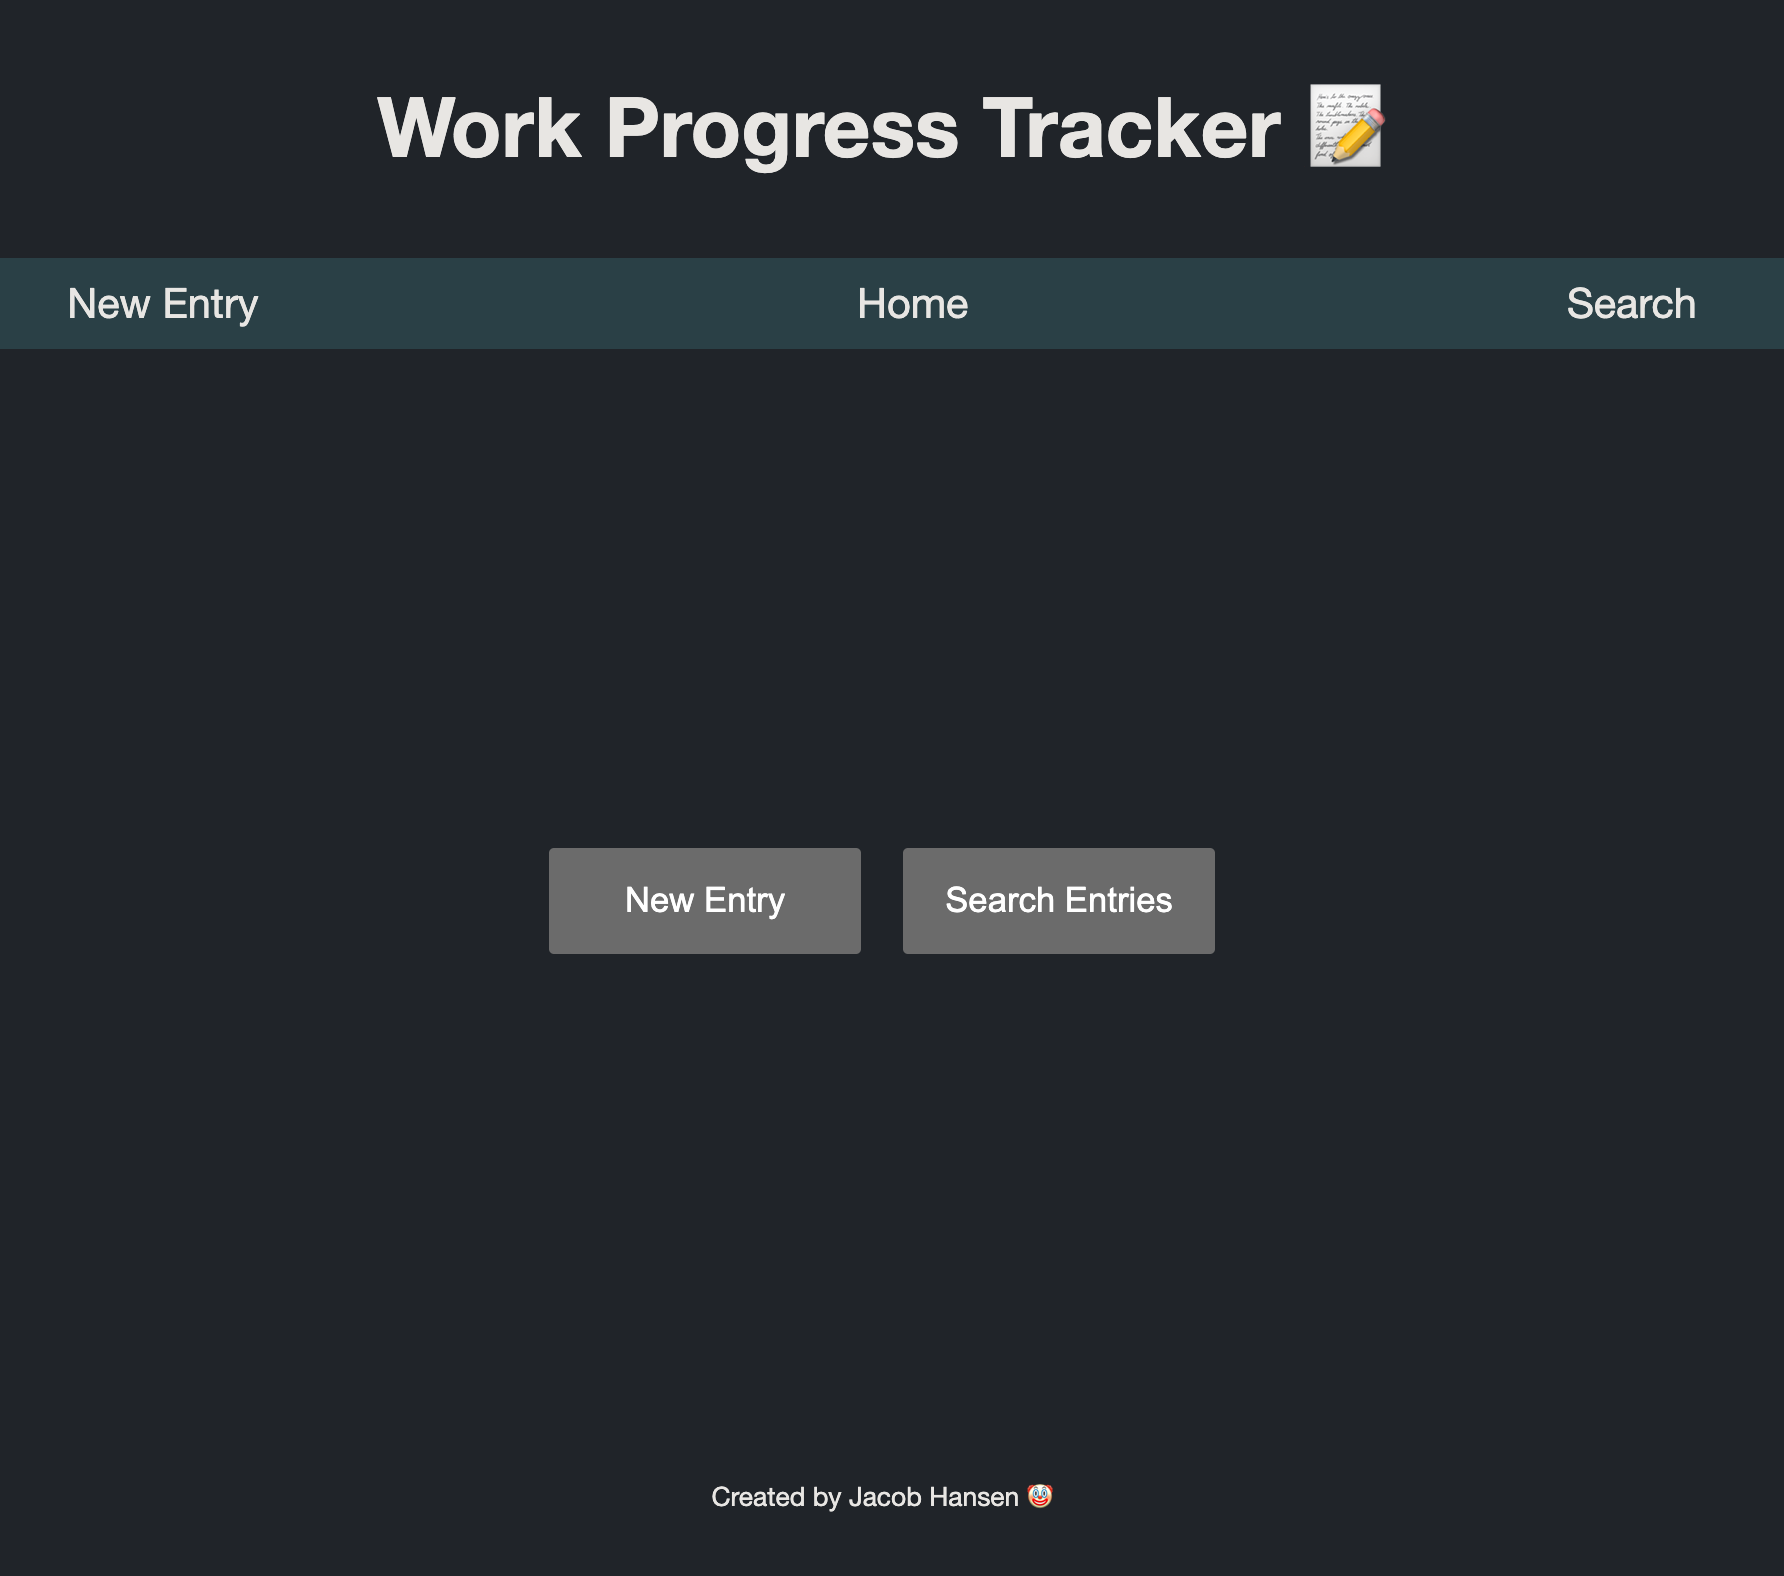 Work Progress Tracker 📝
New Entry Home Search
New Entry Search Entries
Created by Jacob Hansen 🤡